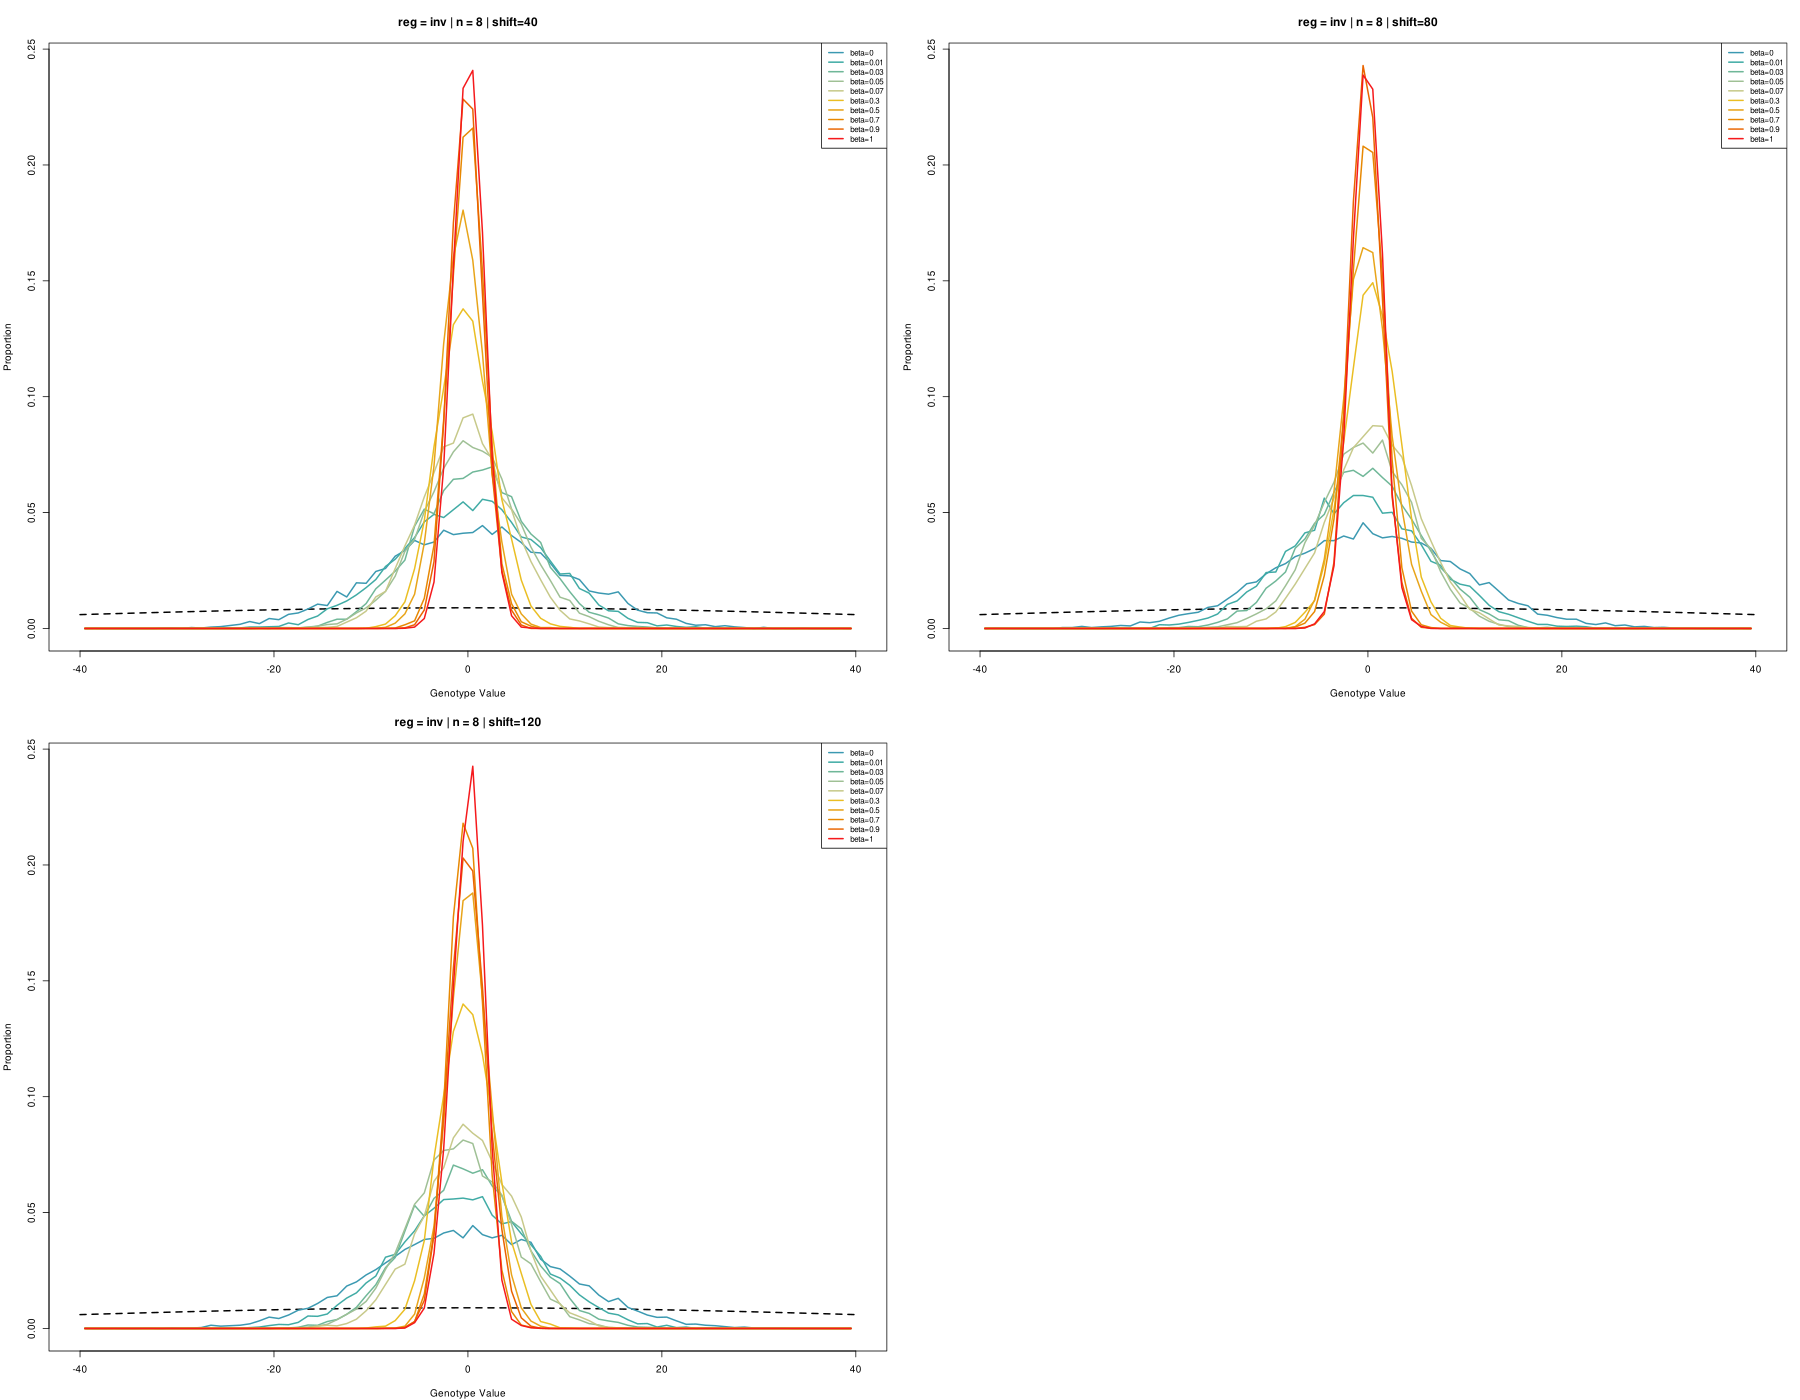 reg = inv | n = 8 | shift=40
0.25
0.20
0.15
0.10
0.05
0.00
Proportion
beta=0
beta=0.01
beta=0.03
beta=0.05
beta=0.07
beta=0.3
beta=0.5
beta=0.7
beta=0.9
beta=1
-40 -20 0 20 40
Genotype Value
reg = inv | n = 8 | shift=80
0.25
0.20
0.15
0.10
0.05
0.00
Proportion
beta=0
beta=0.01
beta=0.03
beta=0.05
beta=0.07
beta=0.3
beta=0.5
beta=0.7
beta=0.9
beta=1
-40 -20 0 20 40
Genotype Value
reg = inv | n = 8 | shift=120
0.25
0.20
0.15
0.10
0.05
0.00
Proportion
beta=0
beta=0.01
beta=0.03
beta=0.05
beta=0.07
beta=0.3
beta=0.5
beta=0.7
beta=0.9
beta=1
-40 -20 0 20 40
Genotype Value